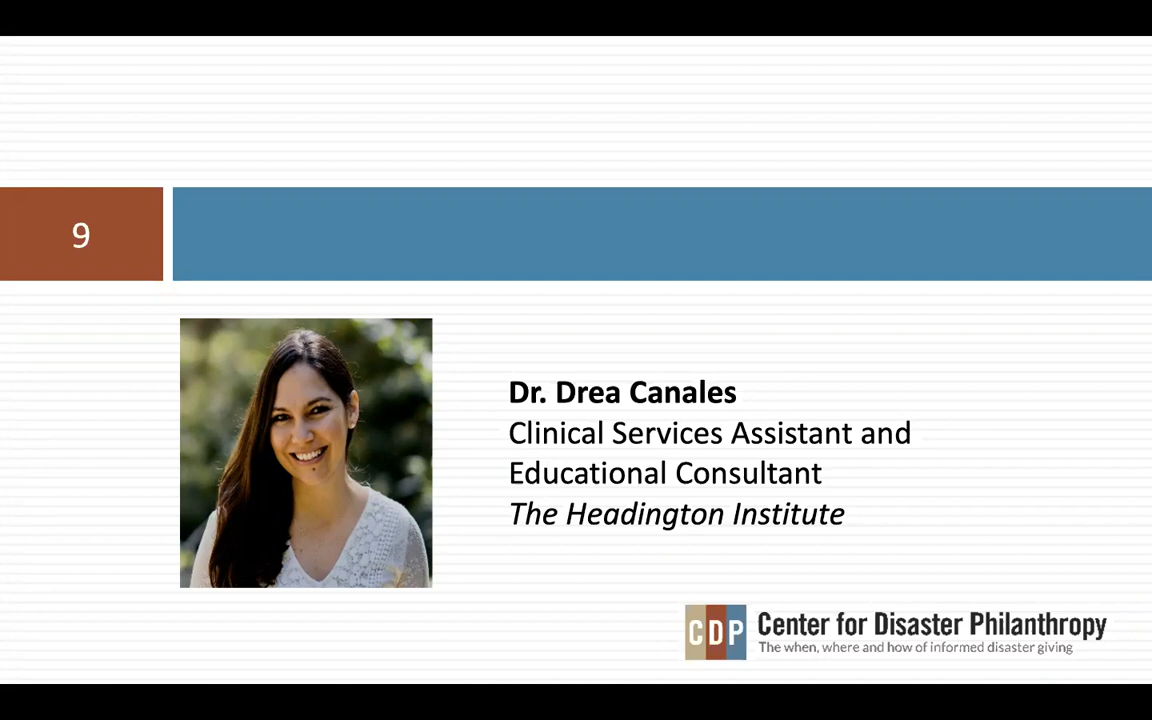 9
Dr. Drea Canales
Clinical Services Assistant and
Educational Consultant
The Headington Institute
CDP Center for Disaster Philanthropy
The when, where and how of informed disaster giving